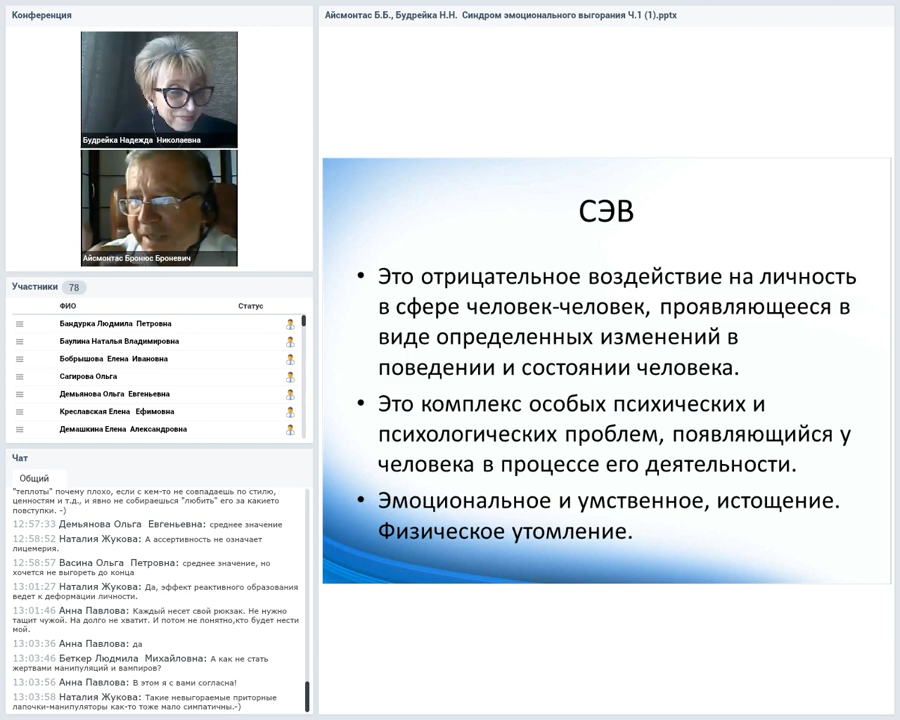 Конференция
Будрейка Надежда Николаевна
Айсмонтас Бронюс Броневич
Участники 78
ФИО Статус
Бандурка Людмила Петровна
Баулина Наталья Владимировна
Бобрышова Елена Ивановна
Сагирова Ольга
Демьянова Ольга Евгеньевна
Креславская Елена Ефимовна
Демашкина Елена Александровна
Чат
Общий
"теплоты" почему плохо, если с кем-то не совпадаешь по стилю,
ценностям и т.д., и явно не собираешься "любить" его за какието
повступки. -)
12:57:33 Демьянова Ольга Евгеньевна: среднее значение
12:58:52 Наталия Жукова: А ассертивность не означает
лицемерия.
12:58:57 Васина Ольга Петровна: среднее значение, но
хочется не выгореть до конца
13:01:27 Наталия Жукова: Да, эффект реактивного образования
ведет к деформации личности.
13:01:46 Анна Павлова: Каждый несет свой рюкзак. Не нужно
тащит чужой. На долго не хватит. И потом не понятно,кто будет нести
мой.
13:03:36 Анна Павлова: да
13:03:46 Беткер Людмила Михайловна: А как не стать
жертвами манипуляций и вампиров?
13:03:56 Анна Павлова: В этом я с вами согласна!
13:03:58 Наталия Жукова: Такие невыгораемые приторные
лапочки-манипуляторы как-то тоже мало симпатичны.-)
Айсмонтас Б.Б., Будрейка Н.Н. Синдром эмоционального выгорания Ч.1 (1).pptx
СЭВ
• Это отрицательное воздействие на личность
в сфере человек-человек, проявляющееся в
виде определенных изменений в
поведении и состоянии человека.
• Это комплекс особых психических и
психологических проблем, появляющийся у
человека в процессе его деятельности.
• Эмоциональное и умственное, истощение.
Физическое утомление.